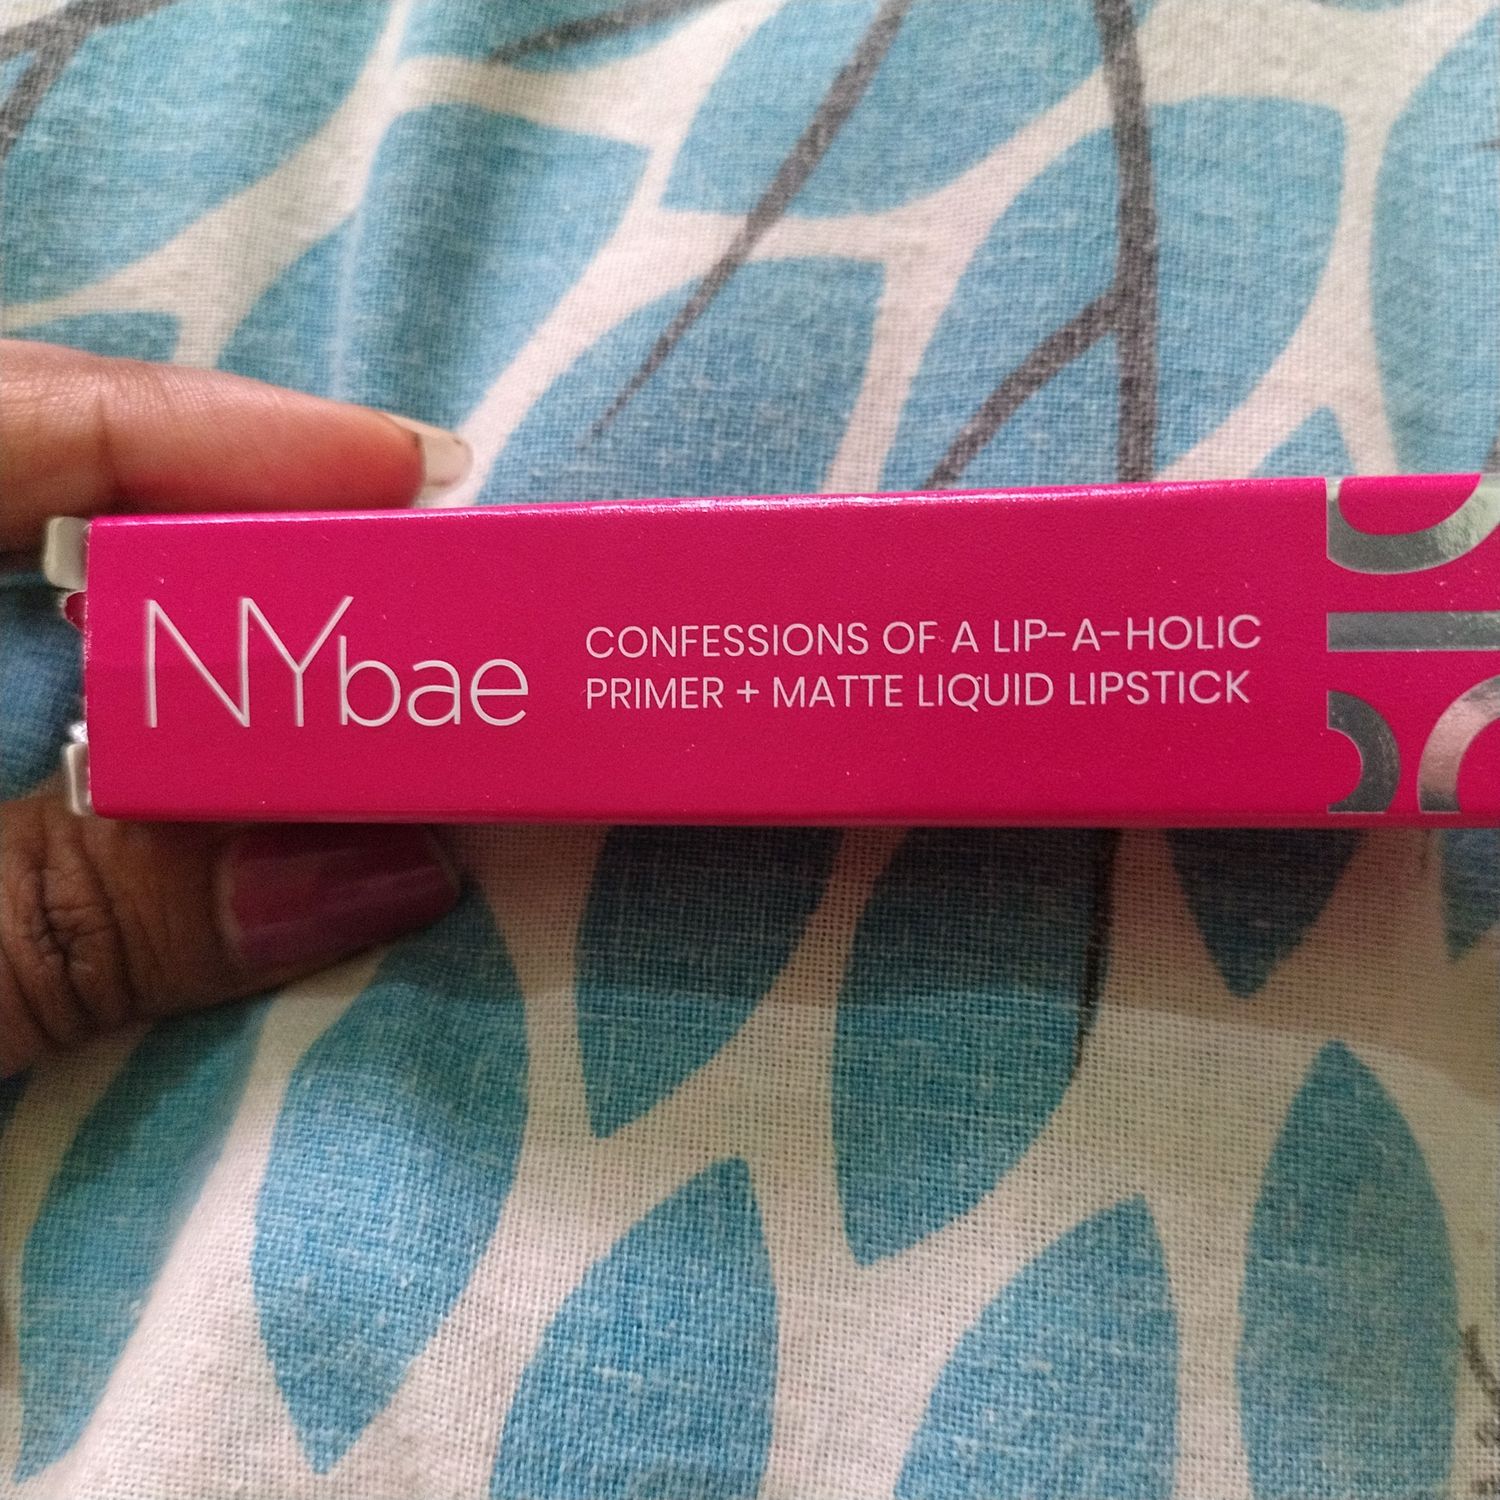 NYbae
CONFESSIONS OF A LIP-A-HOLIC
PRIMER + MATTE LIQUID LIPSTICK